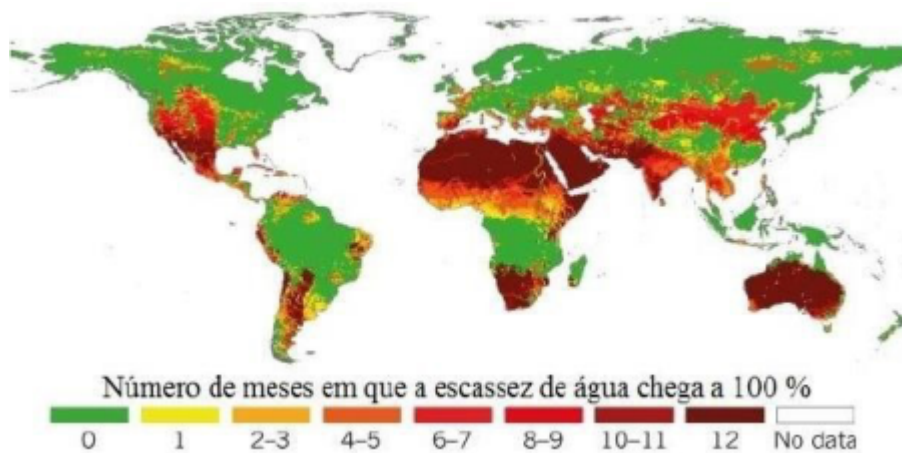 Número de meses em que a escassez de água chega a 100 %
0 1 2–3 4–5 6–7 8–9 10–11 12 No data